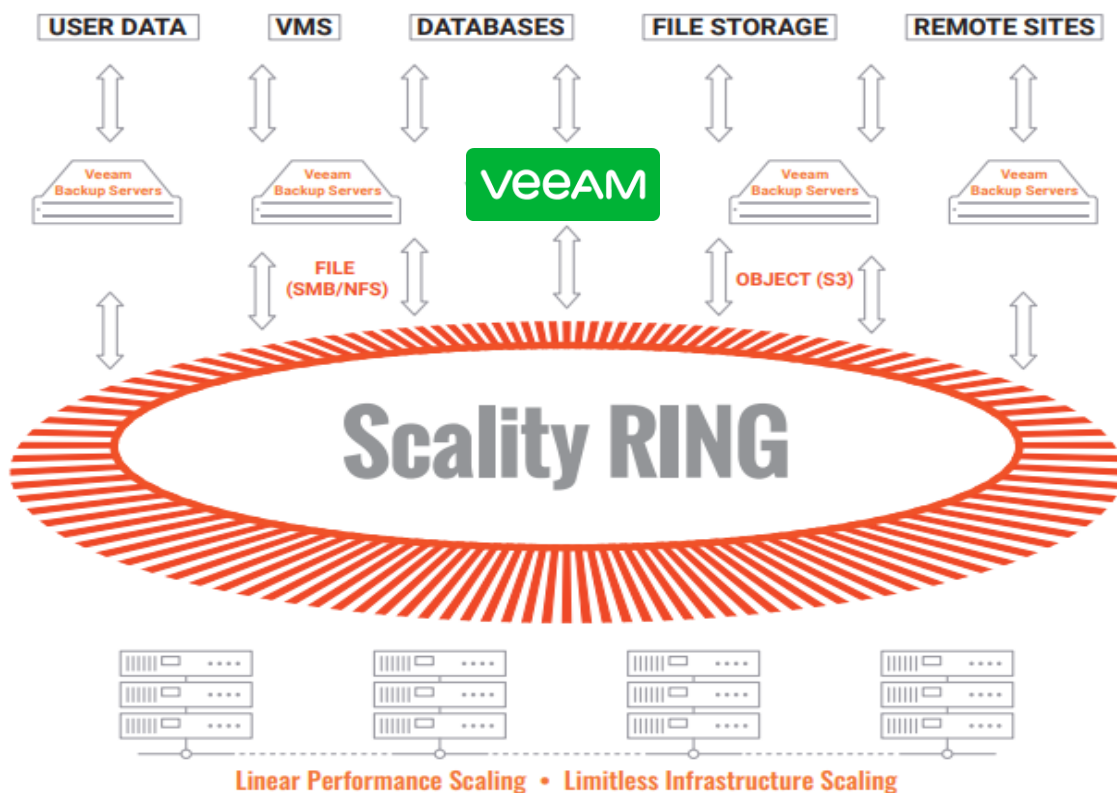 USER DATA
VMS
DATABASES
FILE STORAGE
REMOTE SITES
Veeam
Backup Servers
Veeam
Backup Servers
veeAM
Veeam
Backup Servers
Veeam
Backup Servers
FILE
(SMB/NFS)
OBJECT (S3)
Scality RING
Linear Performance Scaling • Limitless Infrastructure Scaling